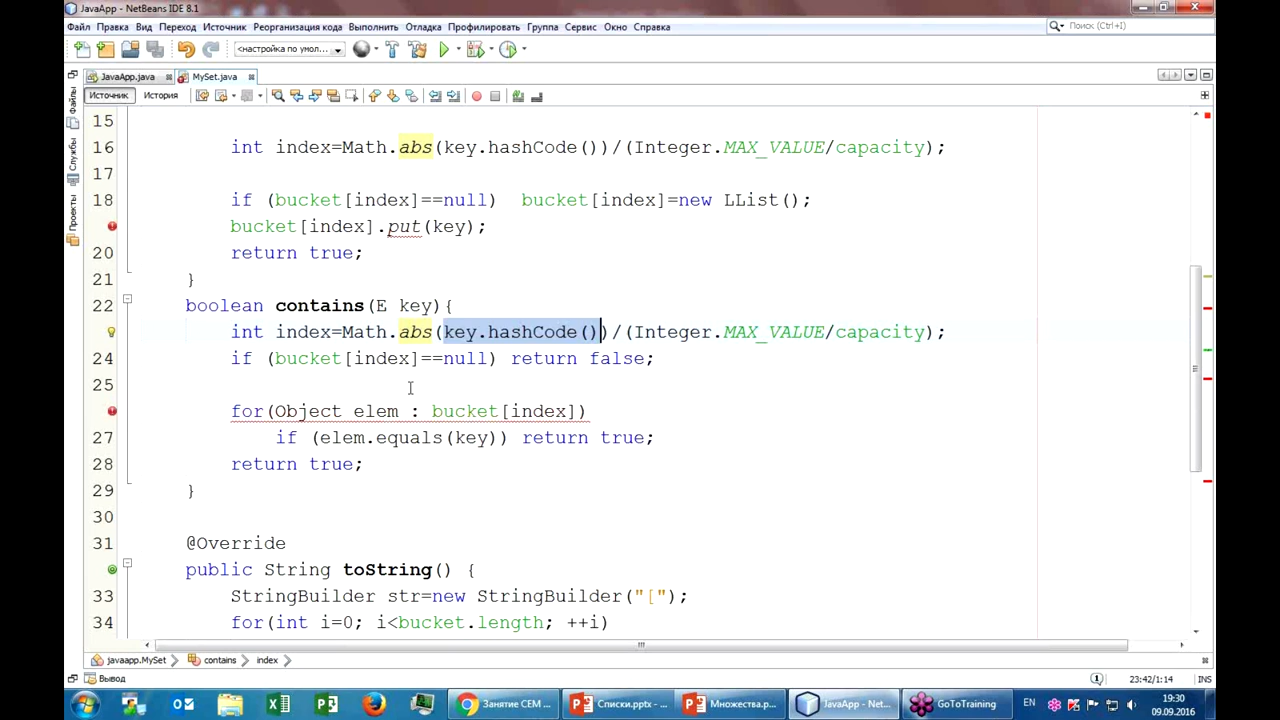 JavaApp - NetBeans IDE 8.1
Файл Правка Вид Переход Источник Реорганизация кода Выполнить Отладка Профилировать Группа Сервис Окно Справка
Поиск (Ctrl+I)
<настройка по умол...
JavaApp.java MySet.java
Источник История
Файлы
Службы
Проекты
15
16 int index=Math.abs(key.hashCode())/(Integer.MAX_VALUE/capacity);
17
18 if (bucket[index]==null) bucket[index]=new LList();
bucket[index].put(key);
20 return true;
21 }
22 boolean contains(E key){
int index=Math.abs(key.hashCode())/(Integer.MAX_VALUE/capacity);
24 if (bucket[index]==null) return false;
25
for(Object elem : bucket[index])
27 if (elem.equals(key)) return true;
28 return true;
29 }
30
31 @Override
public String toString() {
33 StringBuilder str=new StringBuilder("[");
34 for(int i=0; i<bucket.length; ++i)
javaapp.MySet contains index
Вывод
23:42/1:14 INS
Занятие СЕМ ... Списки.pptx - ... Множества.p... JavaApp - Net... GoToTraining
EN
19:30
09.09.2016